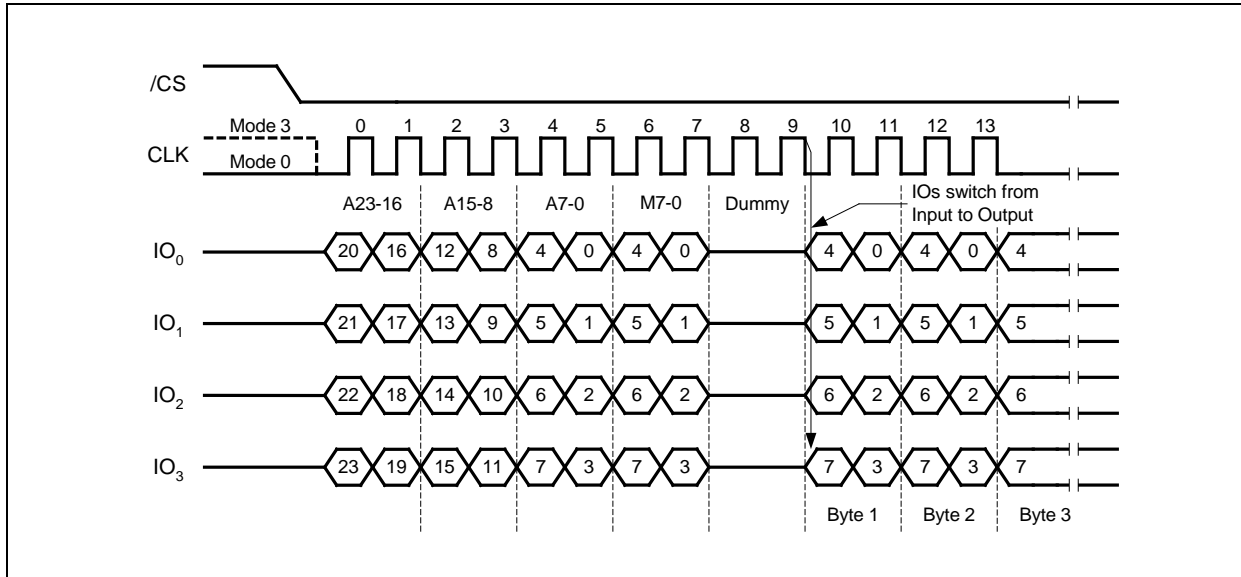 /CS
Mode 3 0 1 2 3 4 5 6 7 8 9 10 11 12 13
CLK
Mode 0
A23-16 A15-8 A7-0 M7-0 Dummy
IOs switch from
Input to Output
IO0 20 16 12 8 4 0 4 0 4 0 4 0 4
IO1 21 17 13 9 5 1 5 1 5 1 5 1 5
IO2 22 18 14 10 6 2 6 2 6 2 6 2 6
IO3 23 19 15 11 7 3 7 3 7 3 7 3 7
Byte 1 Byte 2 Byte 3